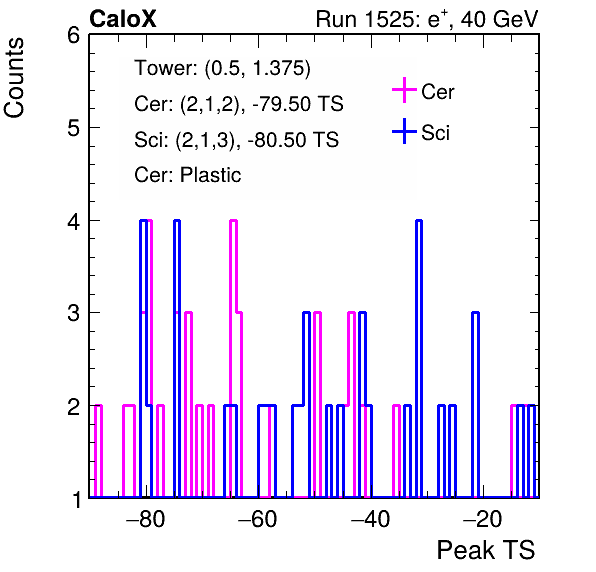 CaloX Run 1525: e⁺, 40 GeV
Counts
6
5
4
3
2
1
Tower: (0.5, 1.375)
Cer: (2,1,2), -79.50 TS
Sci: (2,1,3), -80.50 TS
Cer: Plastic
Cer
Sci
−80 −60 −40 −20
Peak TS